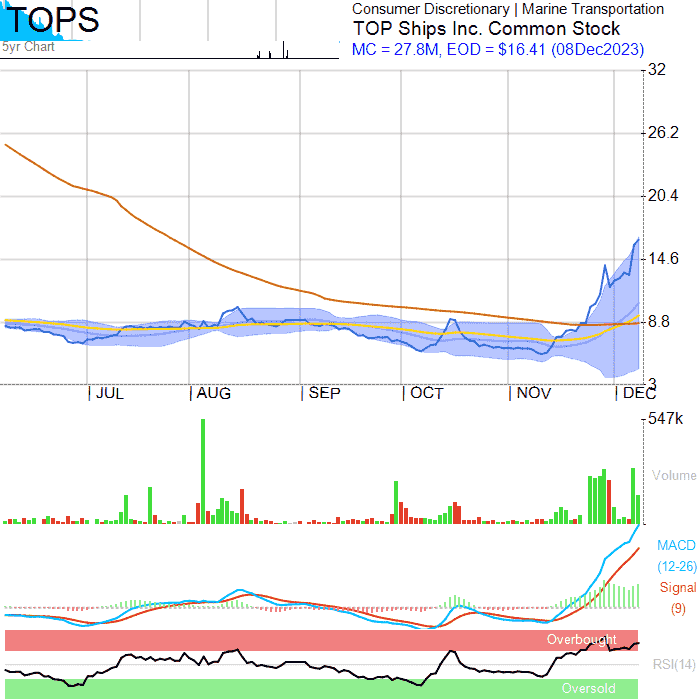 TOPS
5yr Chart
Consumer Discretionary | Marine Transportation
TOP Ships Inc. Common Stock
MC = 27.8M, EOD = $16.41 (08Dec2023)
32
26.2
20.4
14.6
8.8
3
JUL AUG SEP OCT NOV DEC
547k
Volume
MACD
(12-26)
Signal
(9)
Overbought
RSI(14)
Oversold